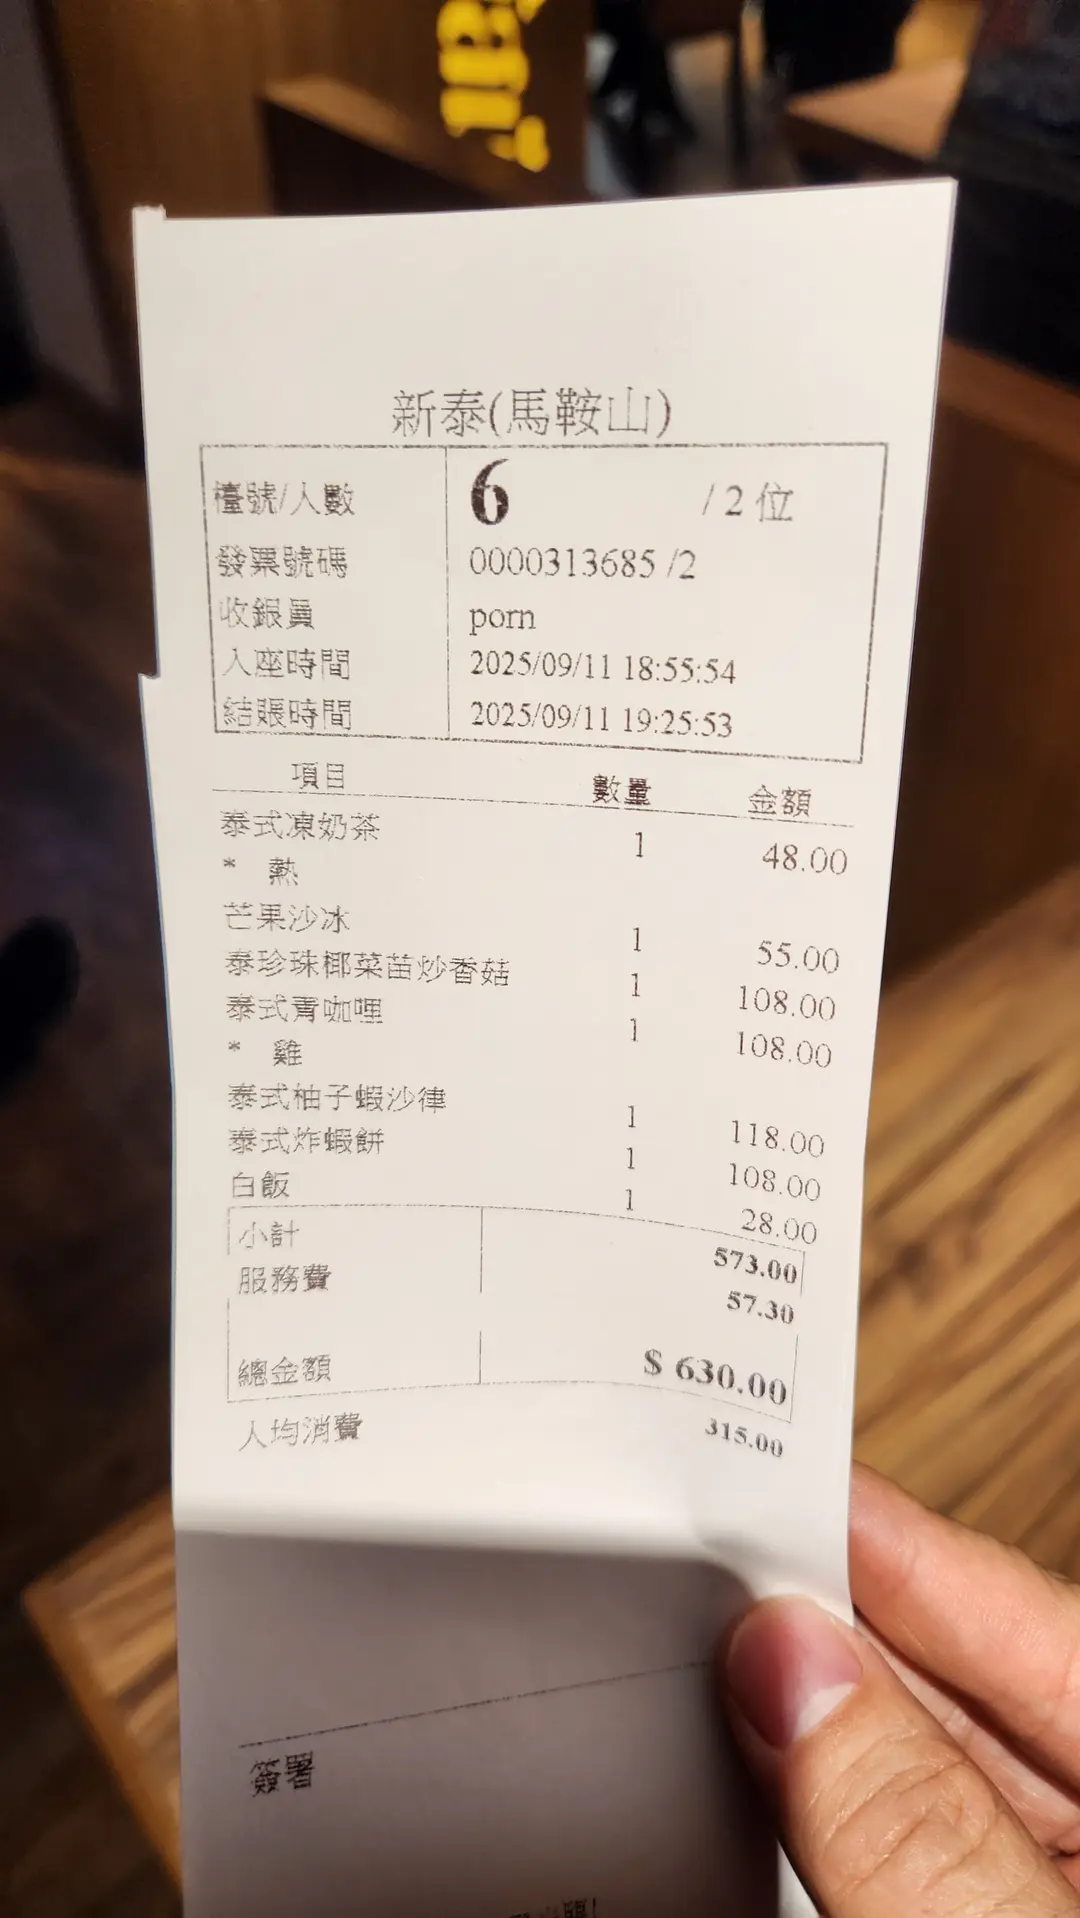 新泰(馬鞍山)
檯號/人數 6 / 2 位
發票號碼 0000313685 /2
收銀員 porn
入座時間 2025/09/11 18:55:54
結賬時間 2025/09/11 19:25:53
項目 數量 金額
泰式凍奶茶 1 48.00
* 熱
芒果沙冰 1 55.00
泰珍珠椰菜苗炒香菇 1 108.00
泰式青咖哩 1 108.00
* 雞
泰式柚子蝦沙律 1 118.00
泰式炸蝦餅 1 108.00
白飯 1 28.00
小計 573.00
服務費 57.30
總金額 $ 630.00
人均消費 315.00
簽署